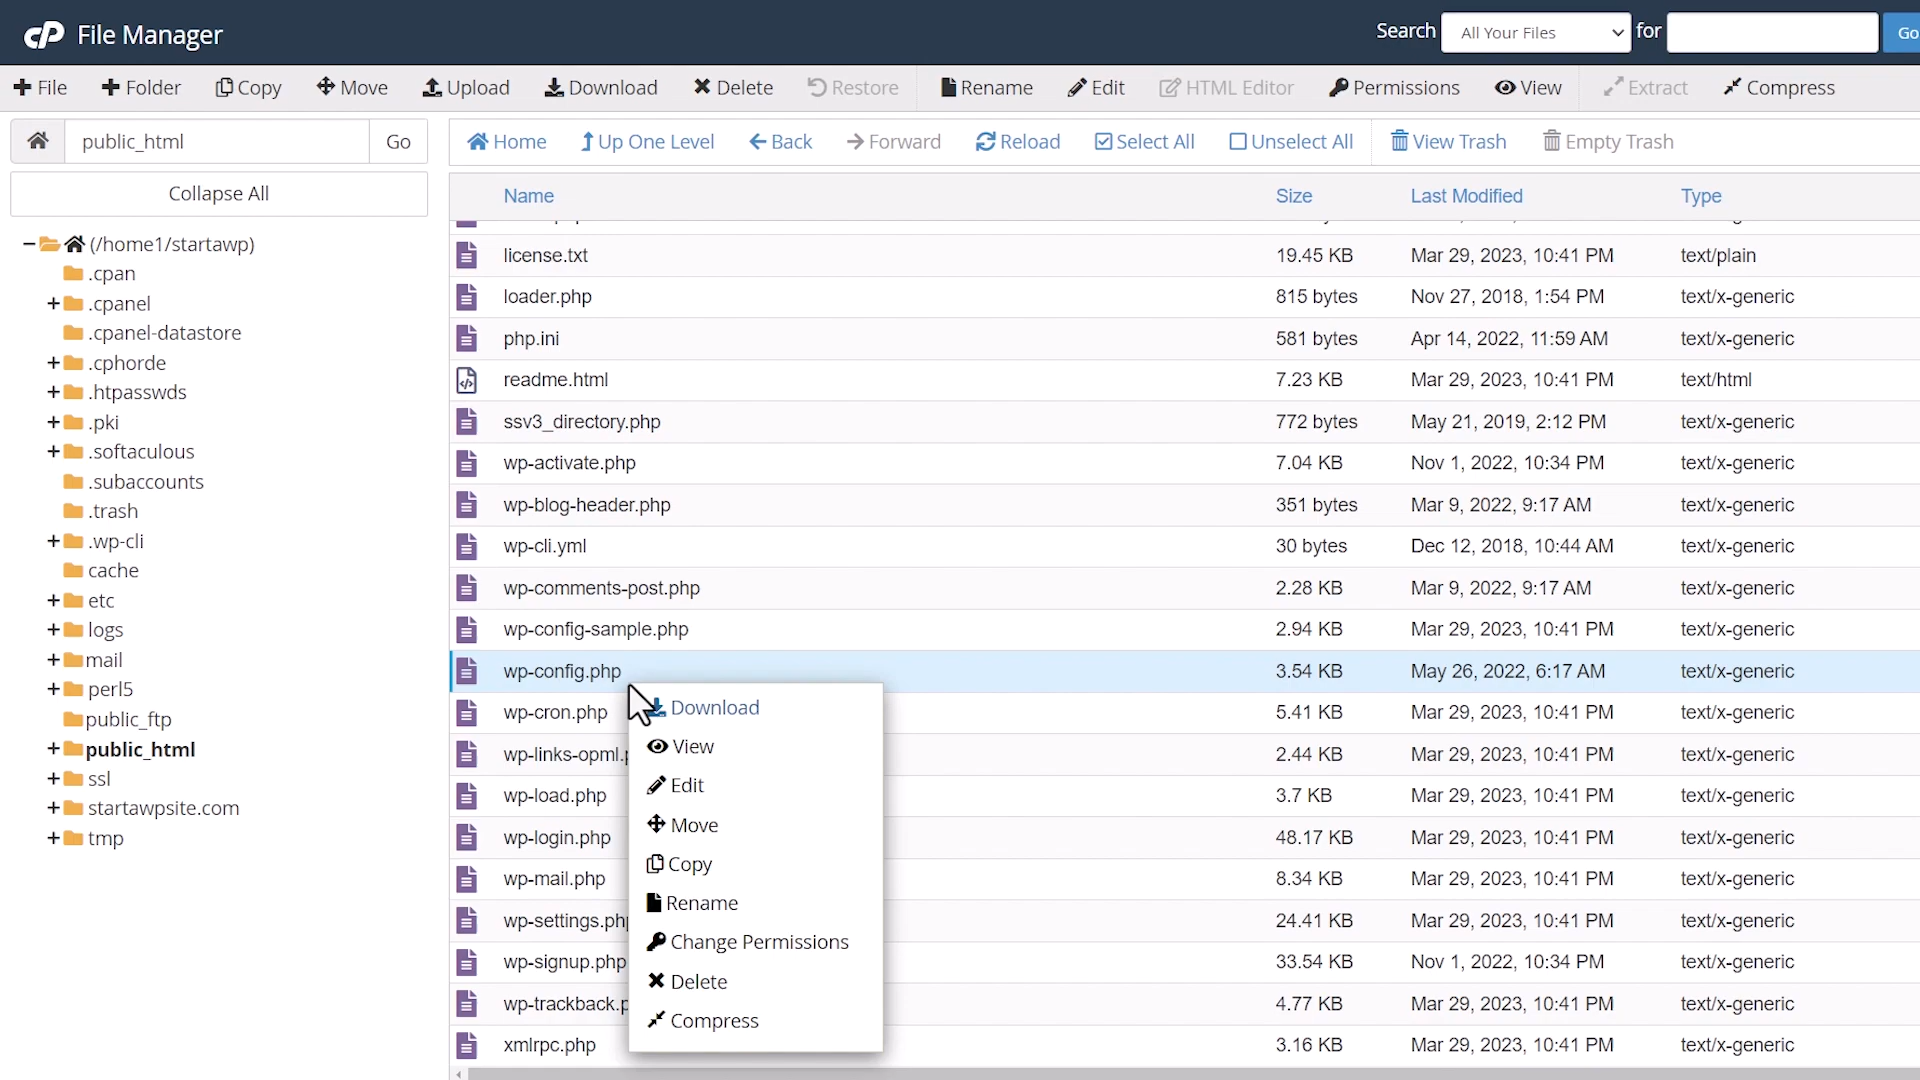 cP File Manager
Search All Your Files for Go
File Folder Copy Move Upload Download Delete Restore Rename Edit HTML Editor Permissions View Extract Compress
public_html Go
Home Up One Level Back Forward Reload Select All Unselect All View Trash Empty Trash
Collapse All
(/home1/startawp)
.cpan
.cpanel
.cpanel-datastore
.cphorde
.htpasswds
.pki
.softaculous
.subaccounts
.trash
.wp-cli
cache
etc
logs
mail
perl5
public_ftp
public_html
ssl
startawpsite.com
tmp
Name Size Last Modified Type
license.txt 19.45 KB Mar 29, 2023, 10:41 PM text/plain
loader.php 815 bytes Nov 27, 2018, 1:54 PM text/x-generic
php.ini 581 bytes Apr 14, 2022, 11:59 AM text/x-generic
readme.html 7.23 KB Mar 29, 2023, 10:41 PM text/html
ssv3_directory.php 772 bytes May 21, 2019, 2:12 PM text/x-generic
wp-activate.php 7.04 KB Nov 1, 2022, 10:34 PM text/x-generic
wp-blog-header.php 351 bytes Mar 9, 2022, 9:17 AM text/x-generic
wp-cli.yml 30 bytes Dec 12, 2018, 10:44 AM text/x-generic
wp-comments-post.php 2.28 KB Mar 9, 2022, 9:17 AM text/x-generic
wp-config-sample.php 2.94 KB Mar 29, 2023, 10:41 PM text/x-generic
wp-config.php 3.54 KB May 26, 2022, 6:17 AM text/x-generic
wp-cron.php 5.41 KB Mar 29, 2023, 10:41 PM text/x-generic
wp-links-opml. 2.44 KB Mar 29, 2023, 10:41 PM text/x-generic
wp-load.php 3.7 KB Mar 29, 2023, 10:41 PM text/x-generic
wp-login.php 48.17 KB Mar 29, 2023, 10:41 PM text/x-generic
wp-mail.php 8.34 KB Mar 29, 2023, 10:41 PM text/x-generic
wp-settings.php 24.41 KB Mar 29, 2023, 10:41 PM text/x-generic
wp-signup.php 33.54 KB Nov 1, 2022, 10:34 PM text/x-generic
wp-trackback.p 4.77 KB Mar 29, 2023, 10:41 PM text/x-generic
xmlrpc.php 3.16 KB Mar 29, 2023, 10:41 PM text/x-generic
Download
View
Edit
Move
Copy
Rename
Change Permissions
Delete
Compress